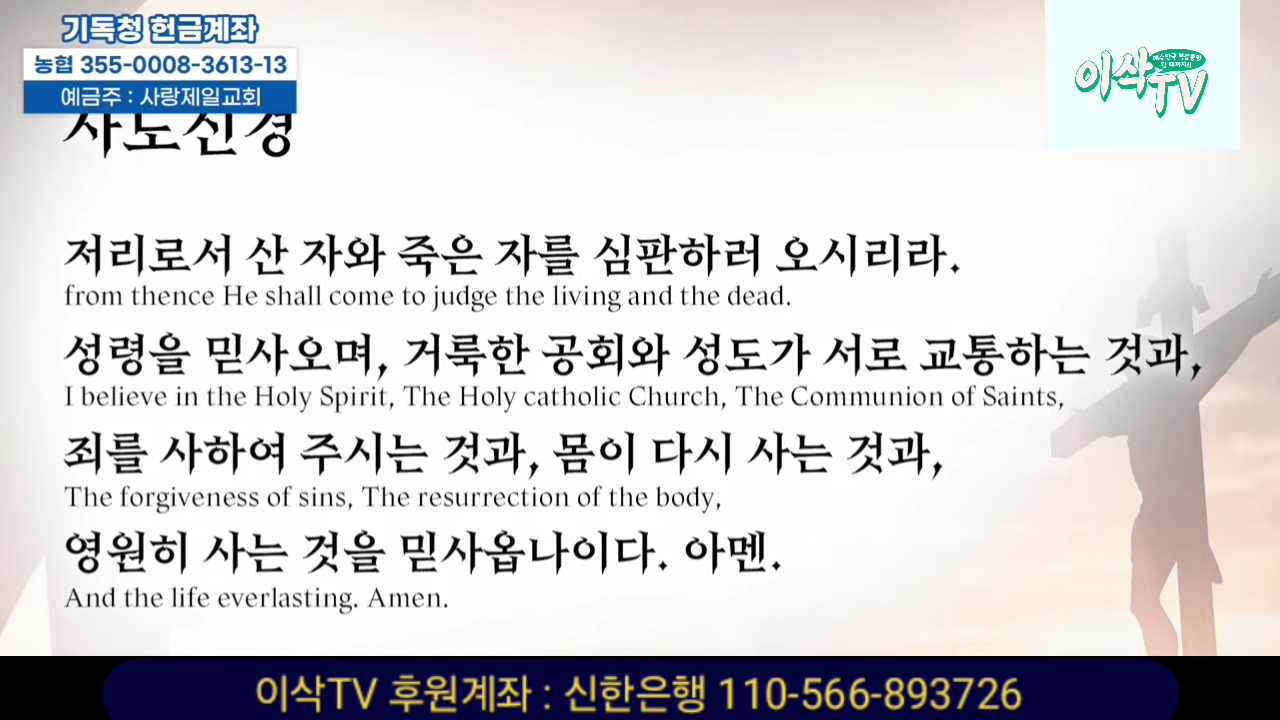 기독청 헌금계좌
농협 355-0008-3613-13
예금주 : 사랑제일교회
사도신경
이삭TV
저리로서 산 자와 죽은 자를 심판하러 오시리라.
from thence He shall come to judge the living and the dead.
성령을 믿사오며, 거룩한 공회와 성도가 서로 교통하는 것과,
I believe in the Holy Spirit, The Holy catholic Church, The Communion of Saints,
죄를 사하여 주시는 것과, 몸이 다시 사는 것과,
The forgiveness of sins, The resurrection of the body,
영원히 사는 것을 믿사옵나이다. 아멘.
And the life everlasting. Amen.
이삭TV 후원계좌 : 신한은행 110-566-893726